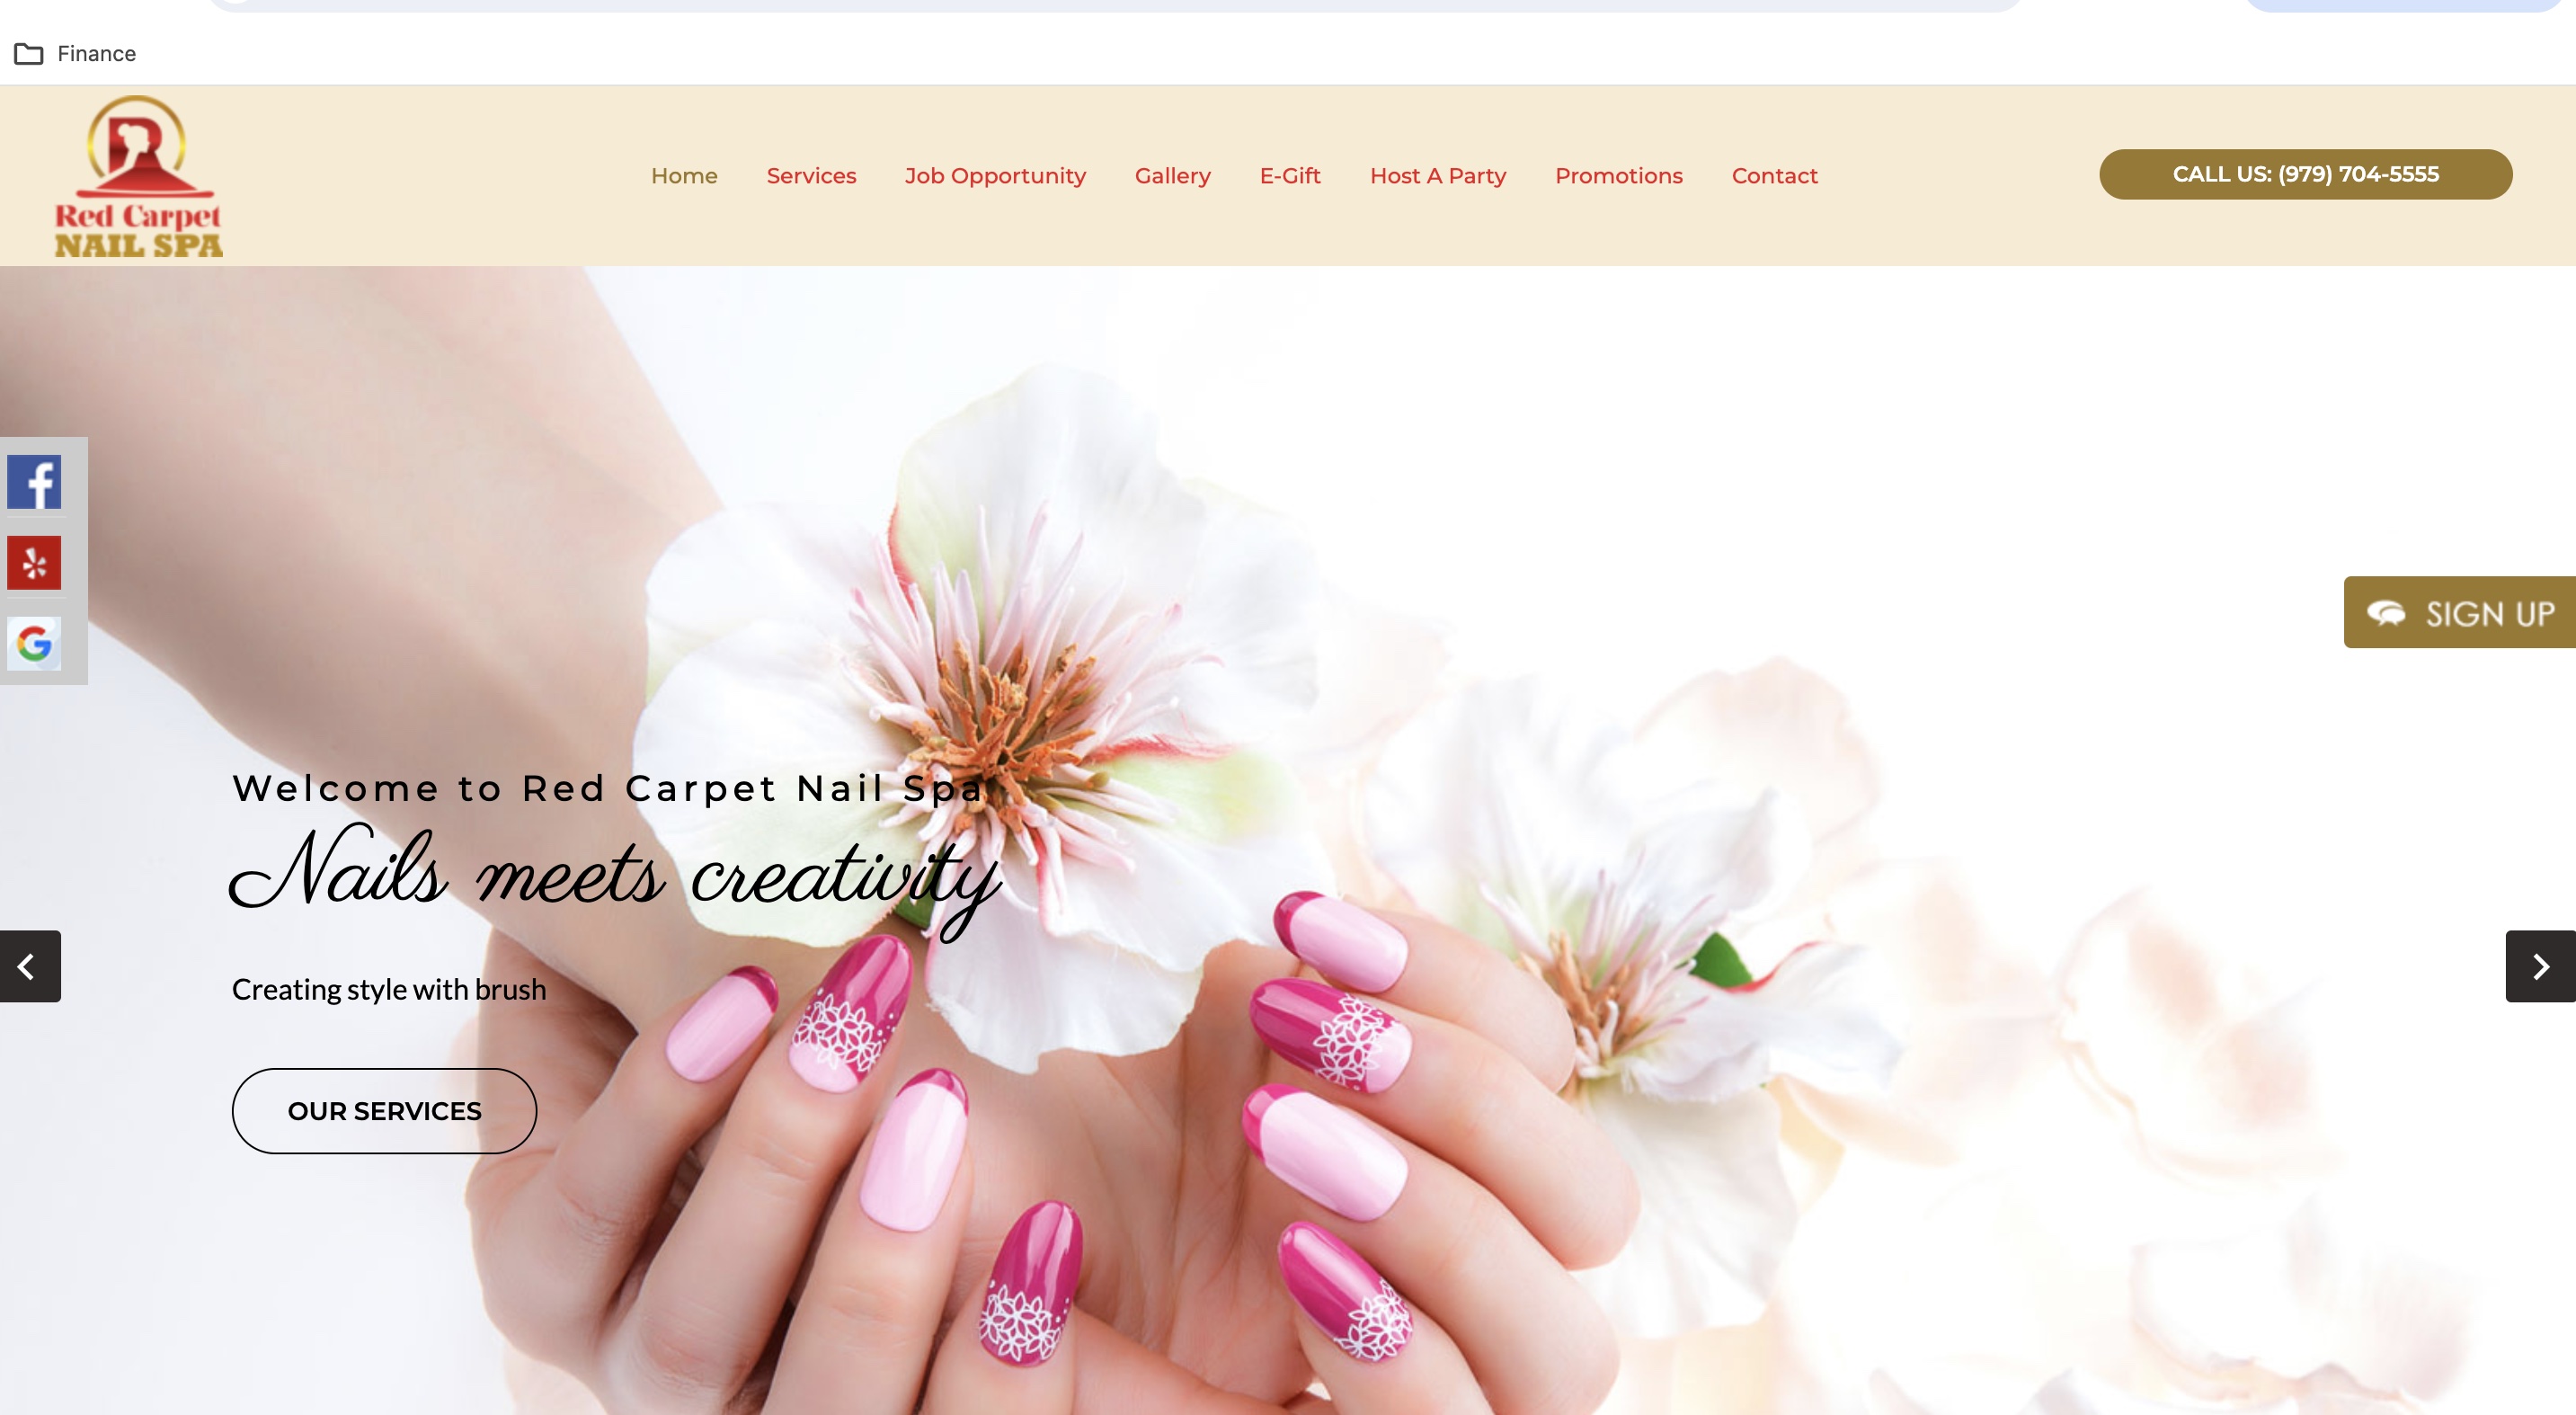 Finance
Red Carpet
NAIL SPA
Home Services Job Opportunity Gallery E-Gift Host A Party Promotions Contact
CALL US: (979) 704-5555
SIGN UP
Welcome to Red Carpet Nail Spa
Nails meets creativity
Creating style with brush
OUR SERVICES